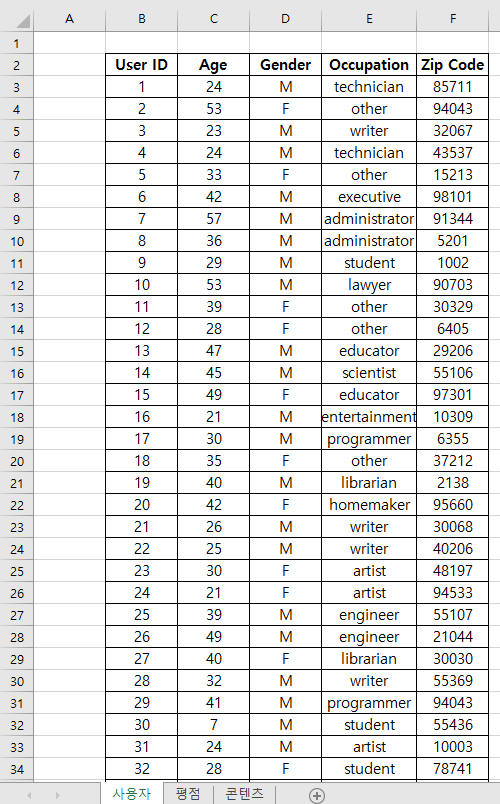 A B C D E F
1
2 User ID Age Gender Occupation Zip Code
3 1 24 M technician 85711
4 2 53 F other 94043
5 3 23 M writer 32067
6 4 24 M technician 43537
7 5 33 F other 15213
8 6 42 M executive 98101
9 7 57 M administrator 91344
10 8 36 M administrator 5201
11 9 29 M student 1002
12 10 53 M lawyer 90703
13 11 39 F other 30329
14 12 28 F other 6405
15 13 47 M educator 29206
16 14 45 M scientist 55106
17 15 49 F educator 97301
18 16 21 M entertainment 10309
19 17 30 M programmer 6355
20 18 35 F other 37212
21 19 40 M librarian 2138
22 20 42 F homemaker 95660
23 21 26 M writer 30068
24 22 25 M writer 40206
25 23 30 F artist 48197
26 24 21 F artist 94533
27 25 39 M engineer 55107
28 26 49 M engineer 21044
29 27 40 F librarian 30030
30 28 32 M writer 55369
31 29 41 M programmer 94043
32 30 7 M student 55436
33 31 24 M artist 10003
34 32 28 F student 78741
사용자 평점 콘텐츠